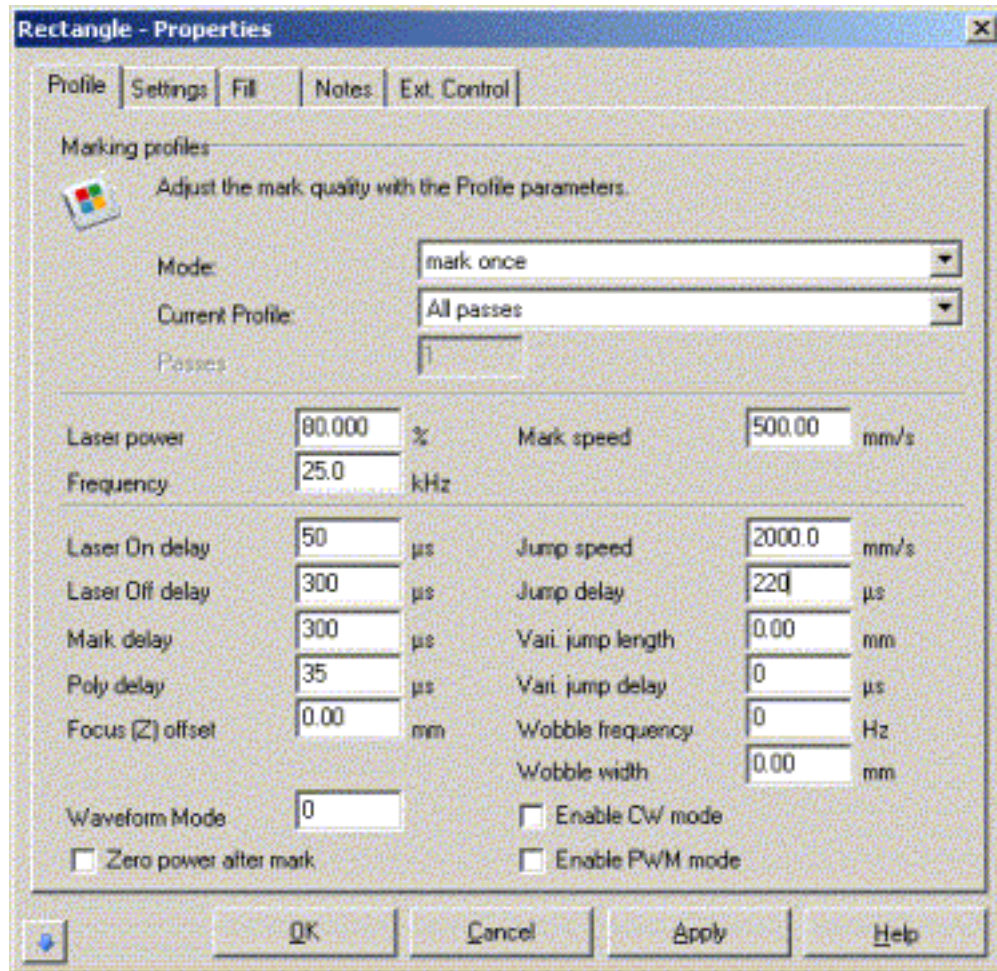 Rectangle - Properties
Profile Settings Fill Notes Ext. Control
Marking profiles
Adjust the mark quality with the Profile parameters.
Mode: mark once
Current Profile: All passes
Passes 1
Laser power 80.000 % Mark speed 500.00 mm/s
Frequency 25.0 kHz
Laser On delay 50 µs Jump speed 2000.0 mm/s
Laser Off delay 300 µs Jump delay 220 µs
Mark delay 300 µs Vari. jump length 0.00 mm
Poly delay 35 µs Vari. jump delay 0 µs
Focus (Z) offset 0.00 mm Wobble frequency 0 Hz
Wobble width 0.00 mm
Waveform Mode 0 Enable CW mode
Zero power after mark Enable PWM mode
OK Cancel Apply Help